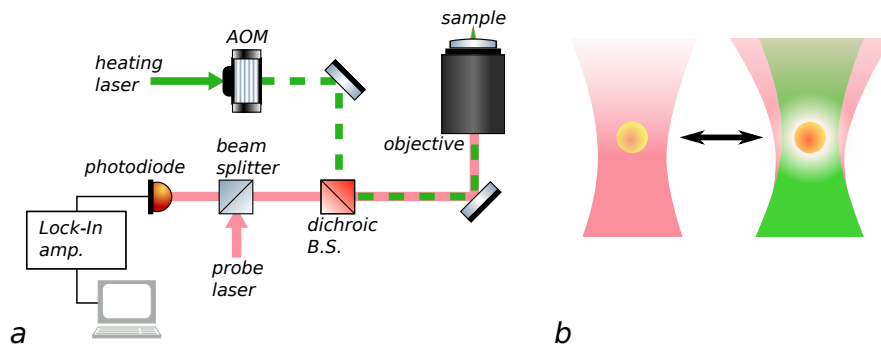 sample
AOM
heating
laser
objective
beam
splitter
photodiode
Lock-In
amp.
dichroic
B.S.
probe
laser
a
b